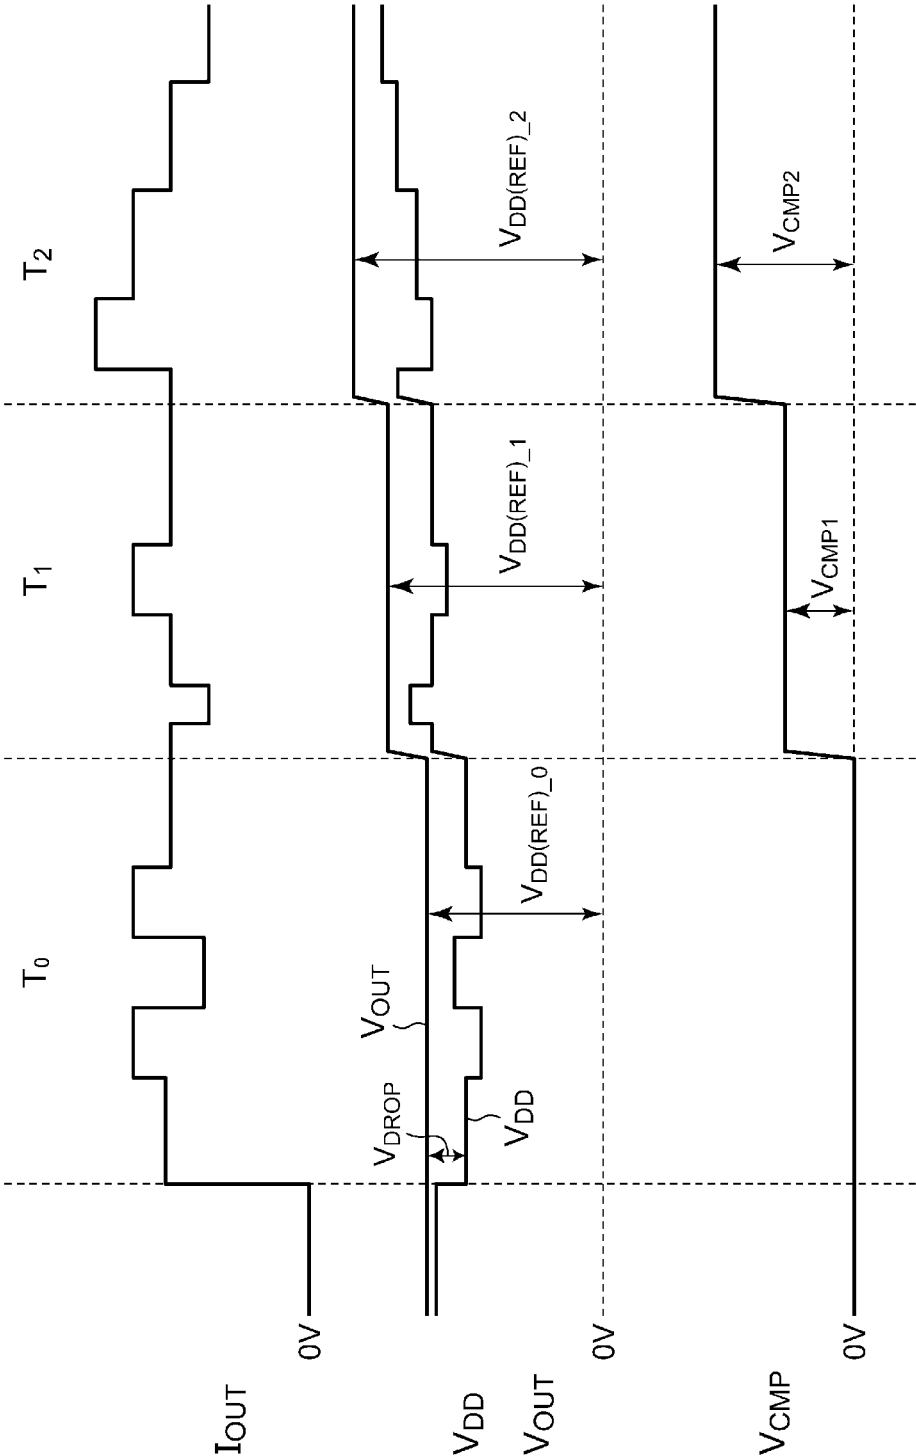 T0
T1
T2
IOUT
0V
VDROP
VOUT
VDD
VDD(REF)_0
VDD(REF)_1
VDD(REF)_2
VDD
VOUT
0V
VCMP1
VCMP2
VCMP
0V